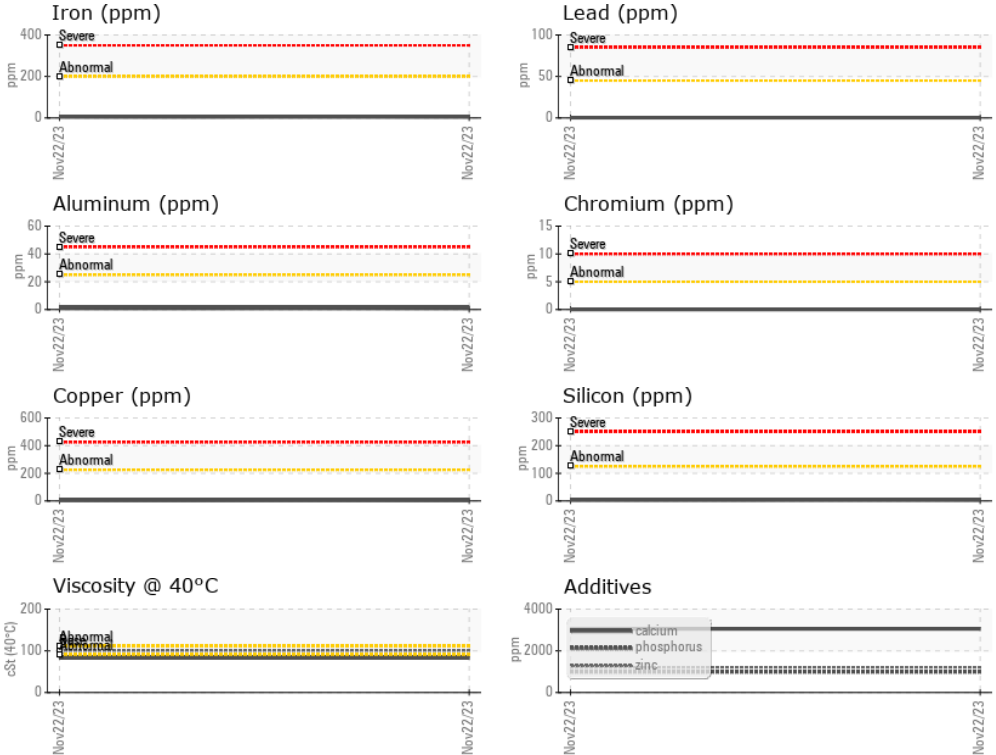 Iron (ppm)
400
200
0
ppm
Severe
Abnormal
Nov22/23
Nov22/23
Lead (ppm)
100
50
0
ppm
Severe
Abnormal
Nov22/23
Nov22/23
Aluminum (ppm)
60
40
20
0
ppm
Severe
Abnormal
Nov22/23
Nov22/23
Chromium (ppm)
15
10
5
0
ppm
Severe
Abnormal
Nov22/23
Nov22/23
Copper (ppm)
600
400
200
0
ppm
Severe
Abnormal
Nov22/23
Nov22/23
Silicon (ppm)
300
200
100
0
ppm
Severe
Abnormal
Nov22/23
Nov22/23
Viscosity @ 40°C
200
100
0
cSt (40°C)
Abnormal
Base
Abnormal
Nov22/23
Nov22/23
Additives
4000
2000
0
ppm
calcium
phosphorus
zinc
Nov22/23
Nov22/23